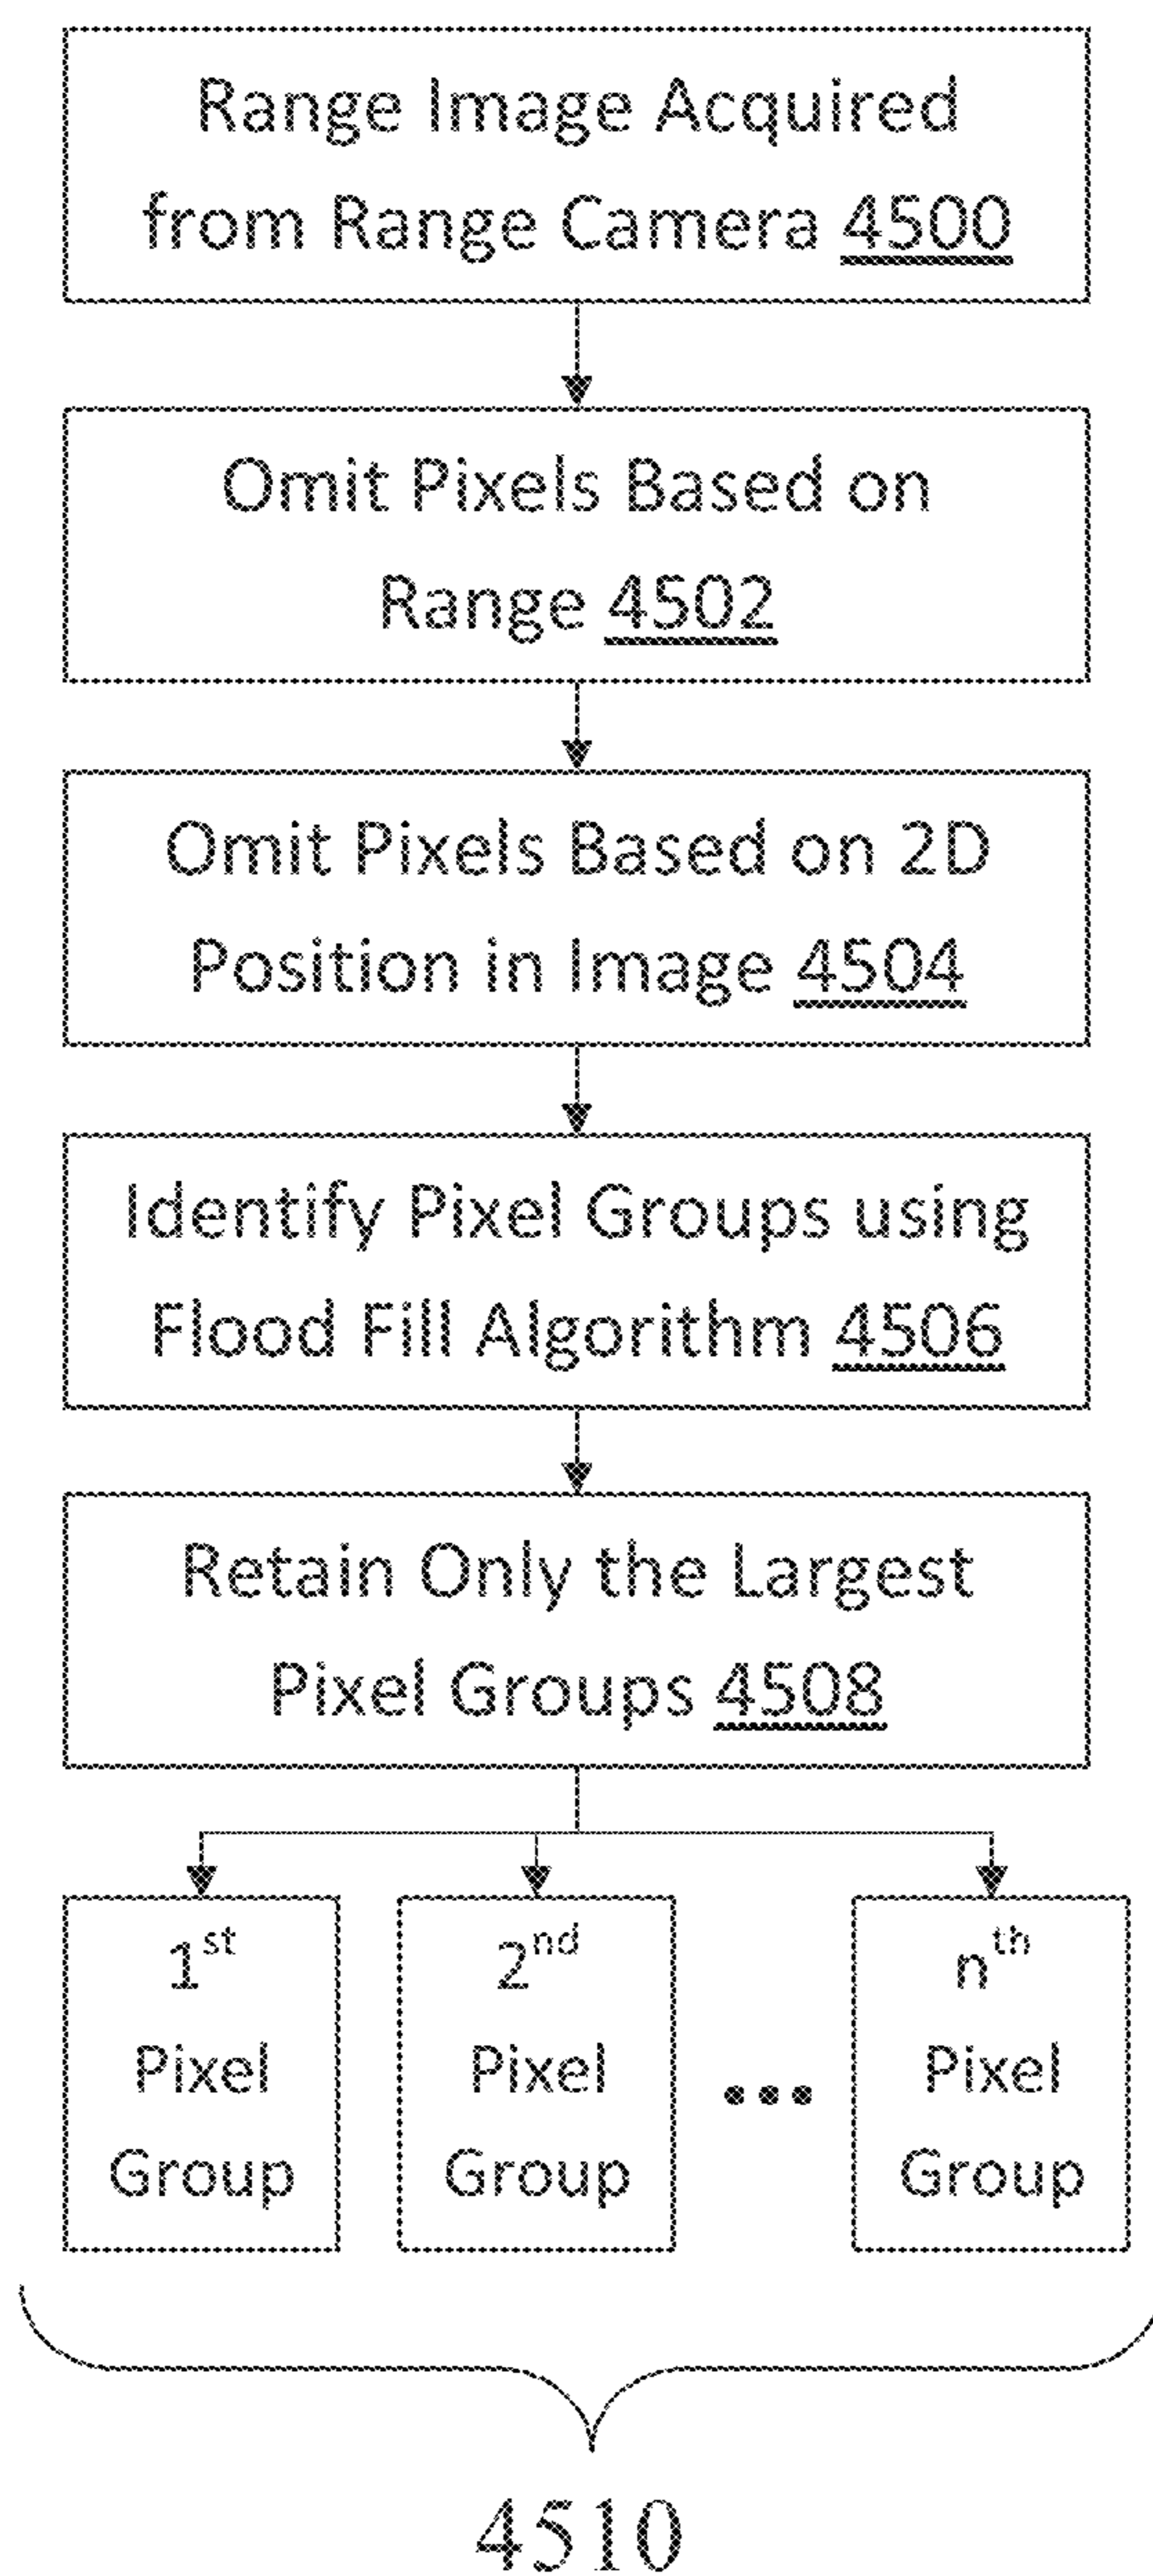 Range Image Acquired
from Range Camera 4500
Omit Pixels Based on
Range 4502
Omit Pixels Based on 2D
Position in Image 4504
Identify Pixel Groups using
Flood Fill Algorithm 4506
Retain Only the Largest
Pixel Groups 4508
1st
Pixel
Group
2nd
Pixel
Group
•••
nth
Pixel
Group
4510